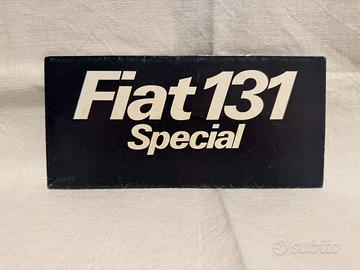 Fiat 131
Special
subito